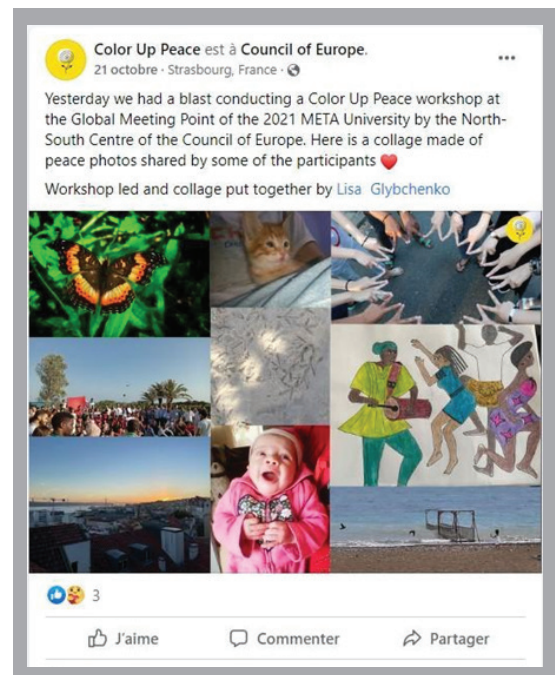 Color Up Peace est à Council of Europe.
21 octobre · Strasbourg, France ·
Yesterday we had a blast conducting a Color Up Peace workshop at
the Global Meeting Point of the 2021 META University by the North-
South Centre of the Council of Europe. Here is a collage made of
peace photos shared by some of the participants ❤️
Workshop led and collage put together by Lisa Glybchenko
3
J'aime
Commenter
Partager